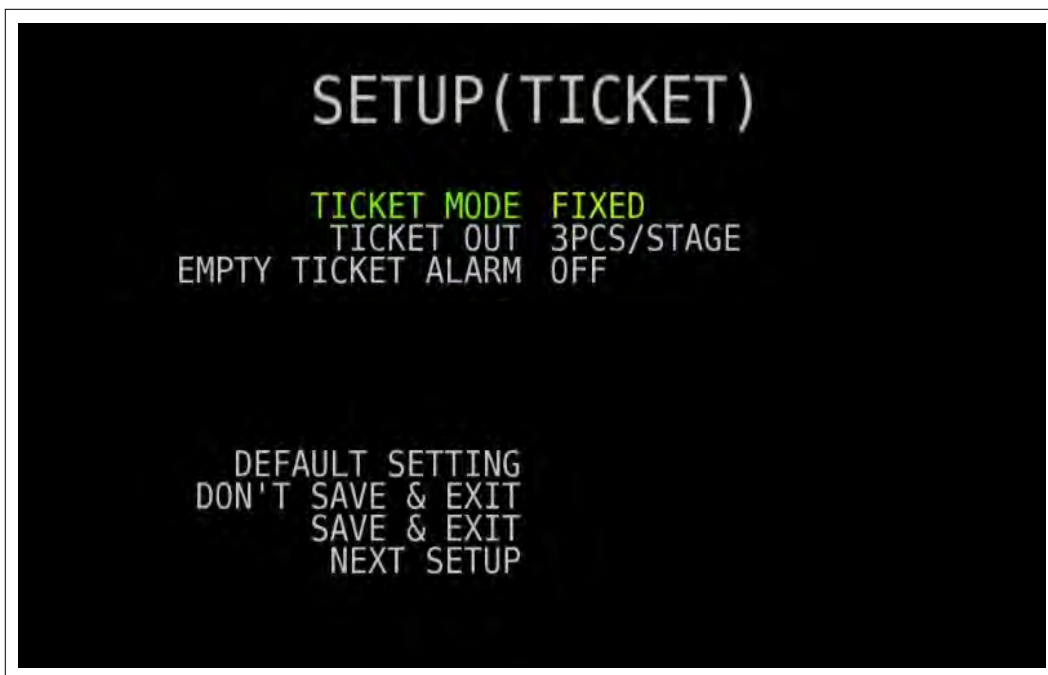 SETUP(TICKET)
TICKET MODE FIXED
TICKET OUT 3PCS/STAGE
EMPTY TICKET ALARM OFF
DEFAULT SETTING
DON'T SAVE & EXIT
SAVE & EXIT
NEXT SETUP